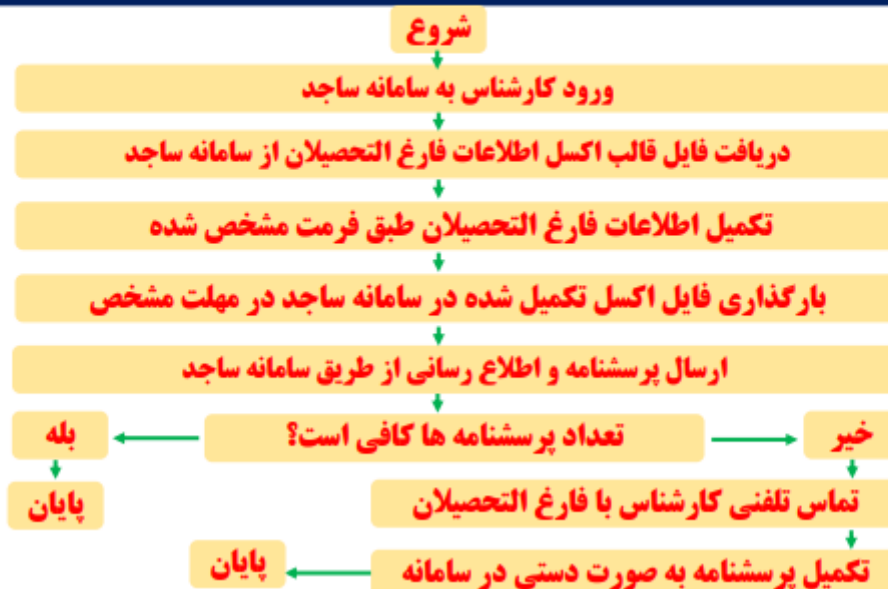 شروع
ورود کارشناس به سامانه ساجد
دریافت فایل قالب اکسل اطلاعات فارغ التحصیلان از سامانه ساجد
تکمیل اطلاعات فارغ التحصیلان طبق فرمت مشخص شده
بارگذاری فایل اکسل تکمیل شده در سامانه ساجد در مهلت مشخص
ارسال پرسشنامه و اطلاع رسانی از طریق سامانه ساجد
تعداد پرسشنامه ها کافی است؟
خیر
بله
تماس تلفنی کارشناس با فارغ التحصیلان
پایان
تکمیل پرسشنامه به صورت دستی در سامانه
پایان